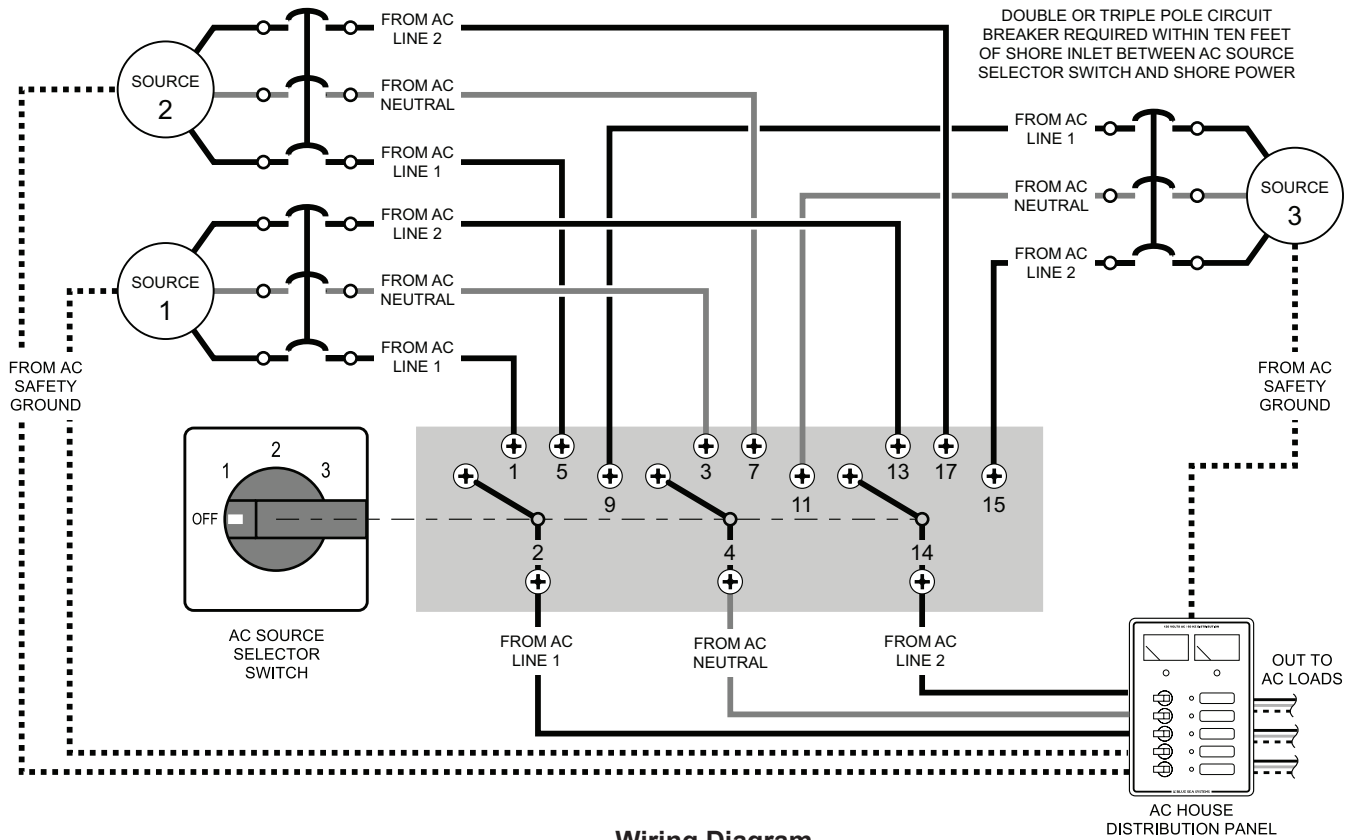 FROM AC
LINE 2
DOUBLE OR TRIPLE POLE CIRCUIT
BREAKER REQUIRED WITHIN TEN FEET
OF SHORE INLET BETWEEN AC SOURCE
SELECTOR SWITCH AND SHORE POWER
SOURCE
2
FROM AC
NEUTRAL
FROM AC
LINE 1
FROM AC
LINE 1
FROM AC
LINE 2
FROM AC
NEUTRAL
SOURCE
3
FROM AC
LINE 2
SOURCE
1
FROM AC
NEUTRAL
FROM AC
LINE 1
FROM AC
SAFETY
GROUND
FROM AC
SAFETY
GROUND
1 5 9 3 7 11 13 17 15
OFF 1 2 3
2 4 14
AC SOURCE
SELECTOR
SWITCH
FROM AC
LINE 1
FROM AC
NEUTRAL
FROM AC
LINE 2
OUT TO
AC LOADS
AC HOUSE
DISTRIBUTION PANEL
Wiring Diagram